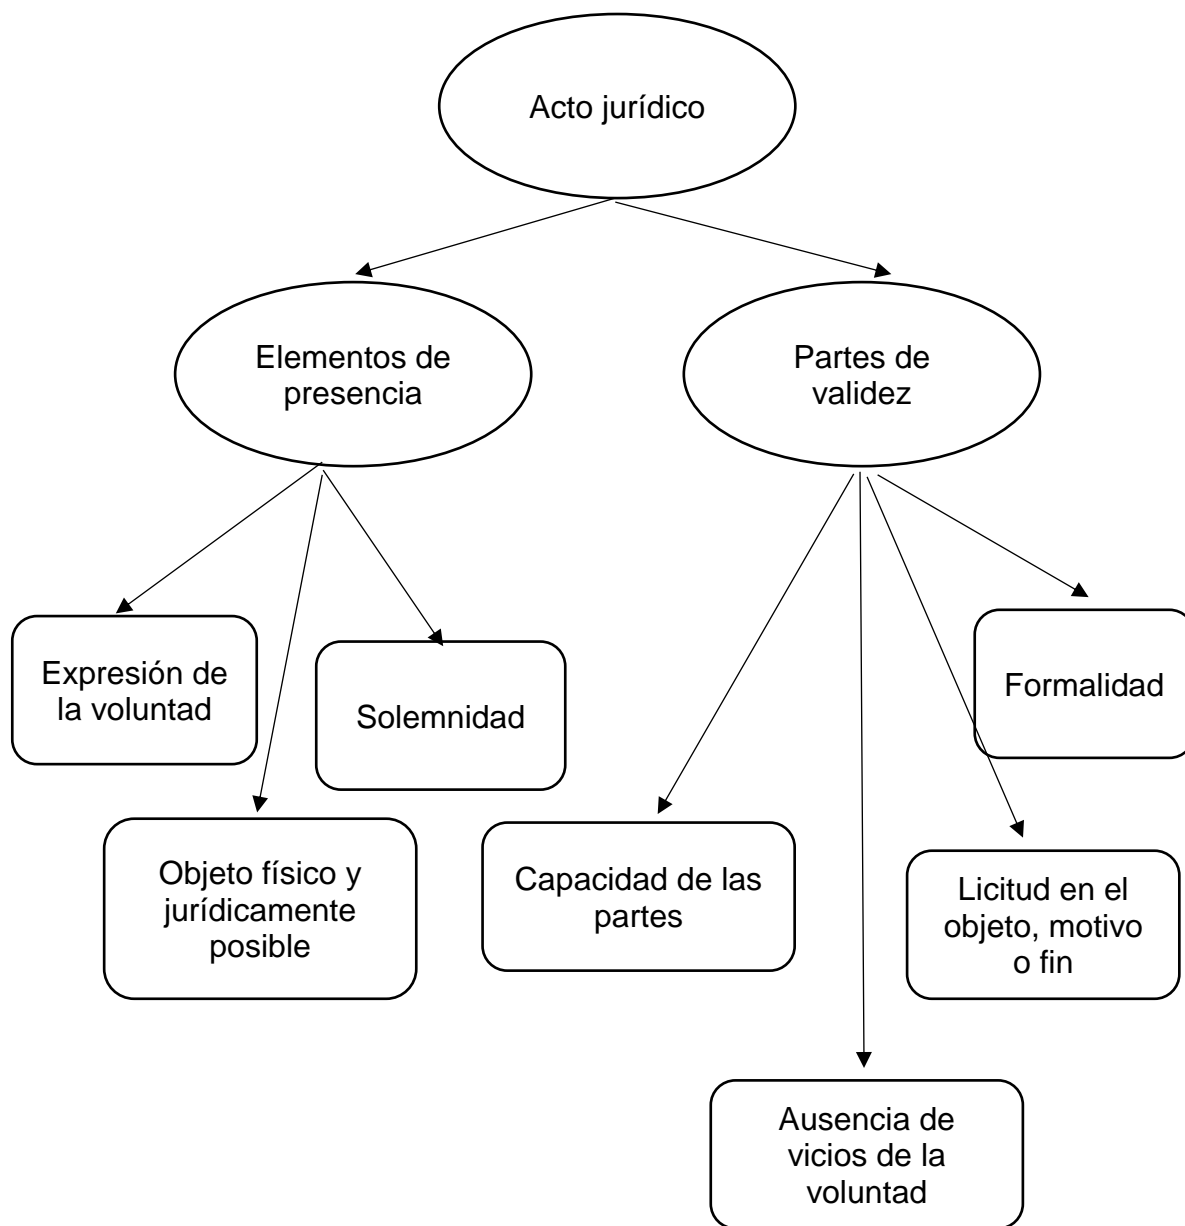 Acto jurídico
Elementos de
presencia
Partes de
validez
Expresión de
la voluntad
Solemnidad
Formalidad
Objeto físico y
jurídicamente
posible
Capacidad de las
partes
Licitud en el
objeto, motivo
o fin
Ausencia de
vicios de la
voluntad